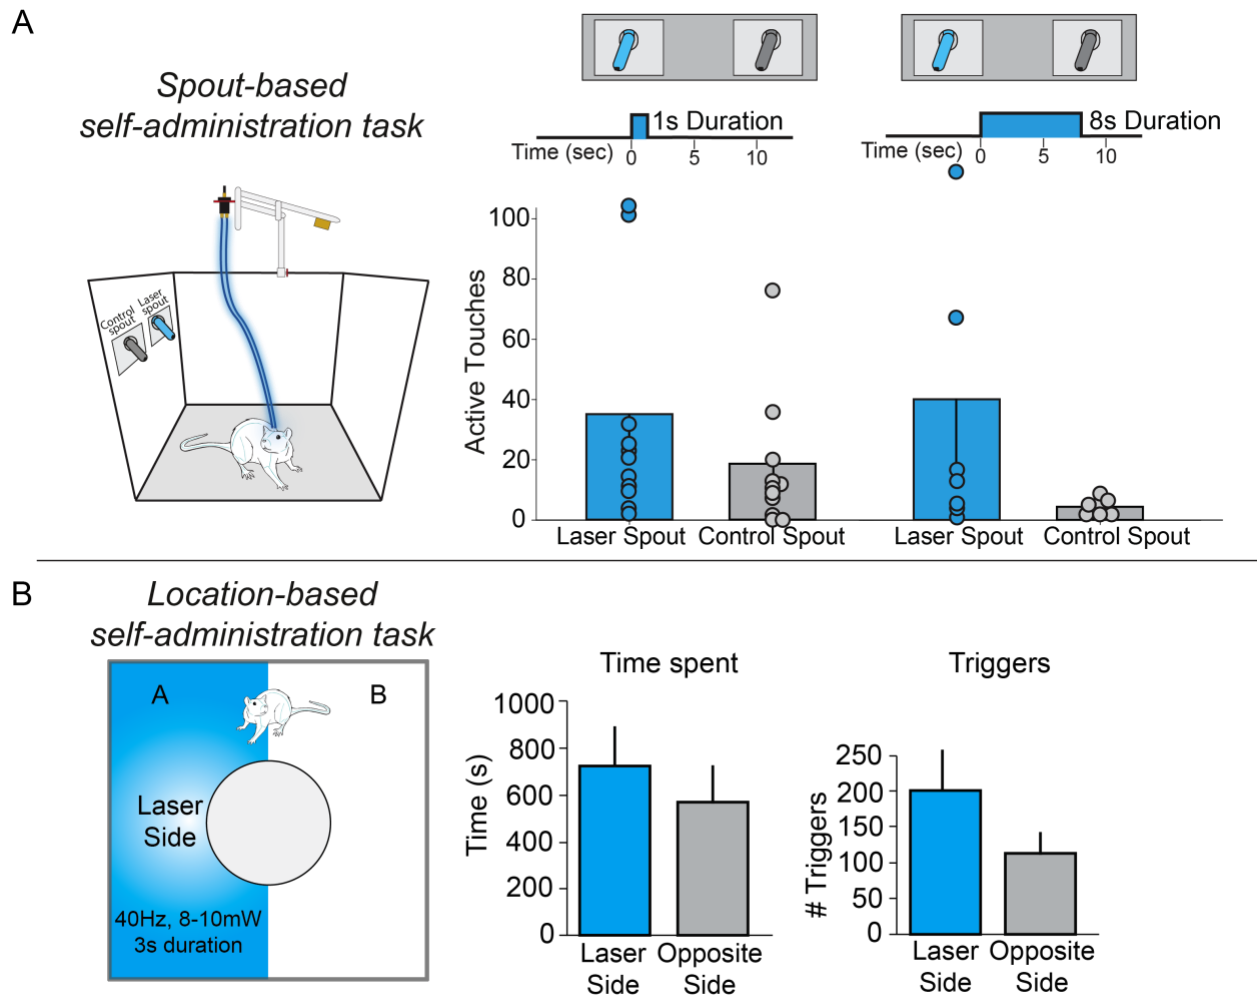 A
Spout-based
self-administration task
Control
spout
Laser
spout
1s Duration
Time (sec)
0 5 10
8s Duration
Time (sec)
0 5 10
Active Touches
100
80
60
40
20
0
Laser Spout Control Spout
Laser Spout Control Spout
B
Location-based
self-administration task
A B
Laser
Side
40Hz, 8-10mW
3s duration
Time spent
Time (s)
1000
800
600
400
200
0
Laser
Side
Opposite
Side
Triggers
# Triggers
250
200
150
100
50
0
Laser
Side
Opposite
Side